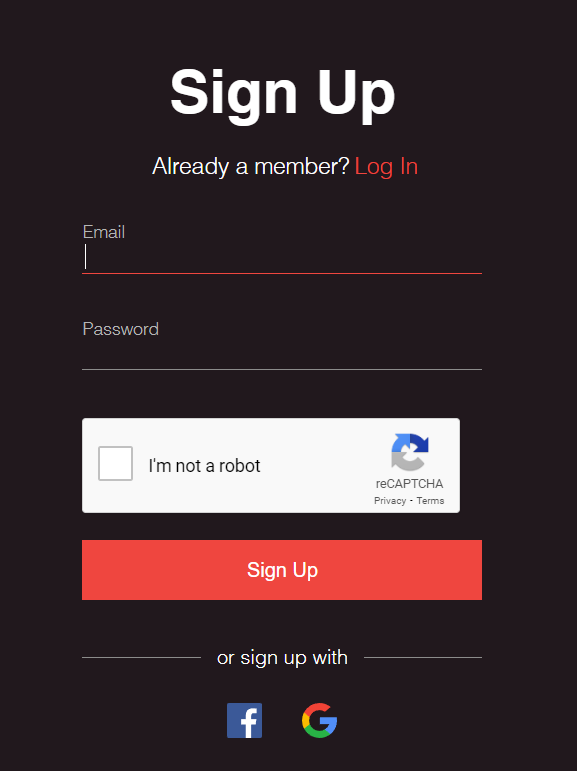 Sign Up
Already a member? Log In
Email
Password
I'm not a robot
reCAPTCHA
Privacy - Terms
Sign Up
or sign up with